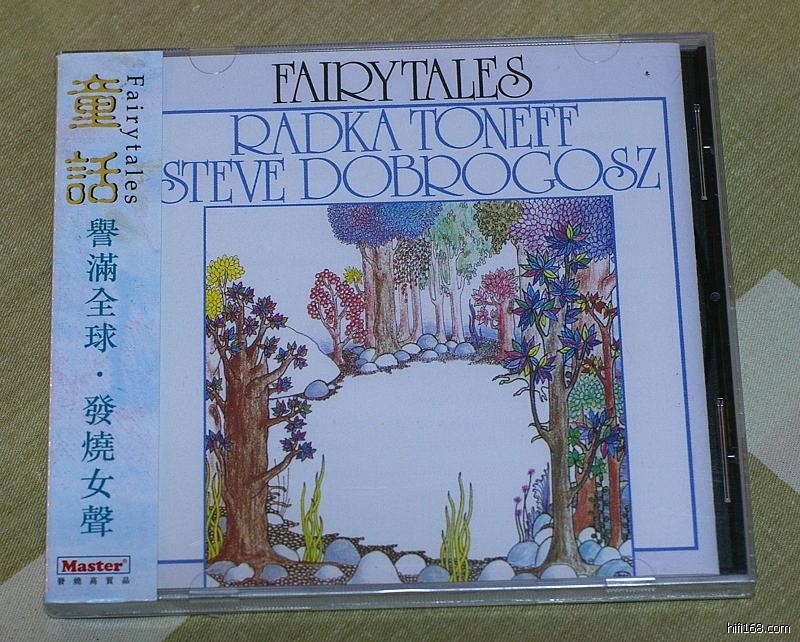 FAIRYTALES
RADKA TONEFF
STEVE DOBROGOSZ
童話
Fairytales
譽滿全球・發燒女聲
Master®
發燒高質品
hifi168.com